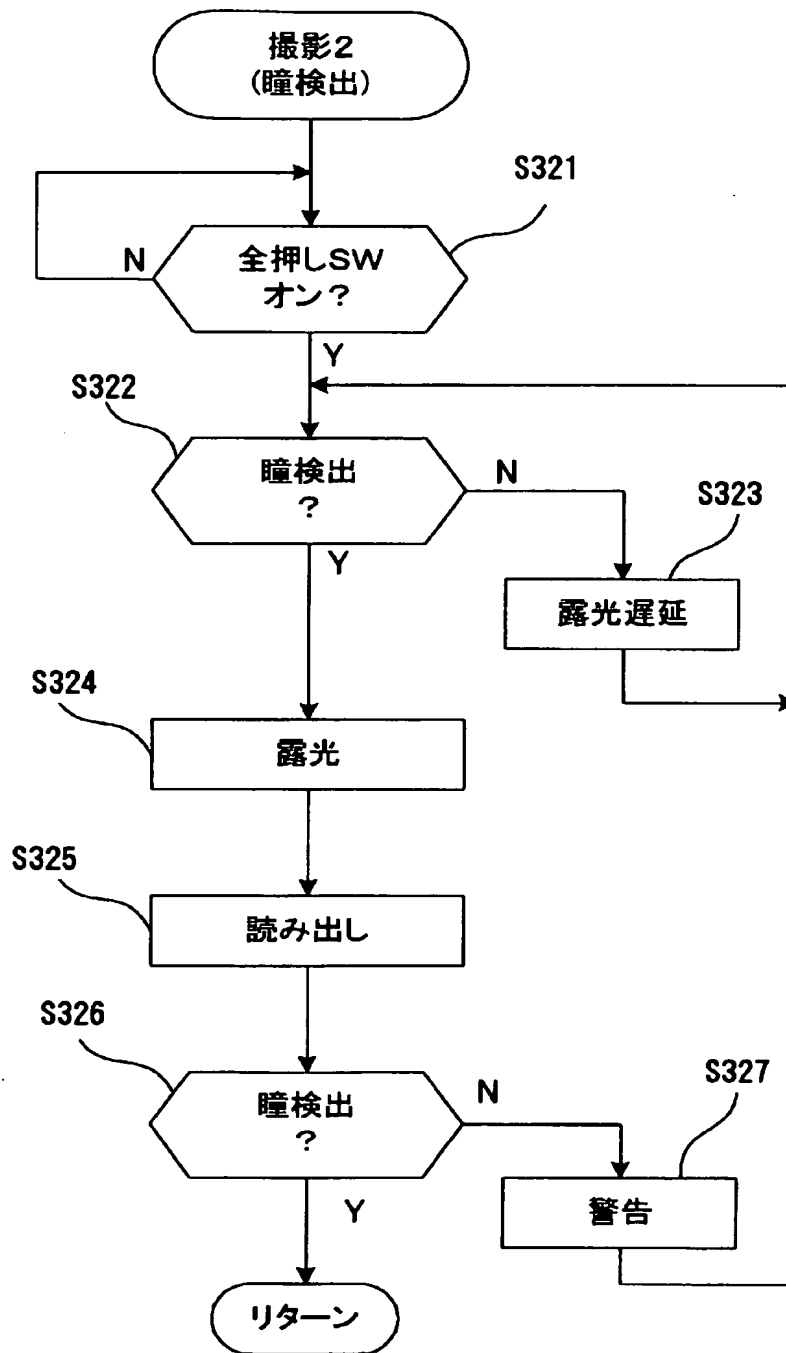 撮影2
(瞳検出)
S321
全押しSW
オン?
N
Y
S322
瞳検出
?
N
Y
S323
露光遅延
S324
露光
S325
読み出し
S326
瞳検出
?
N
Y
S327
警告
リターン